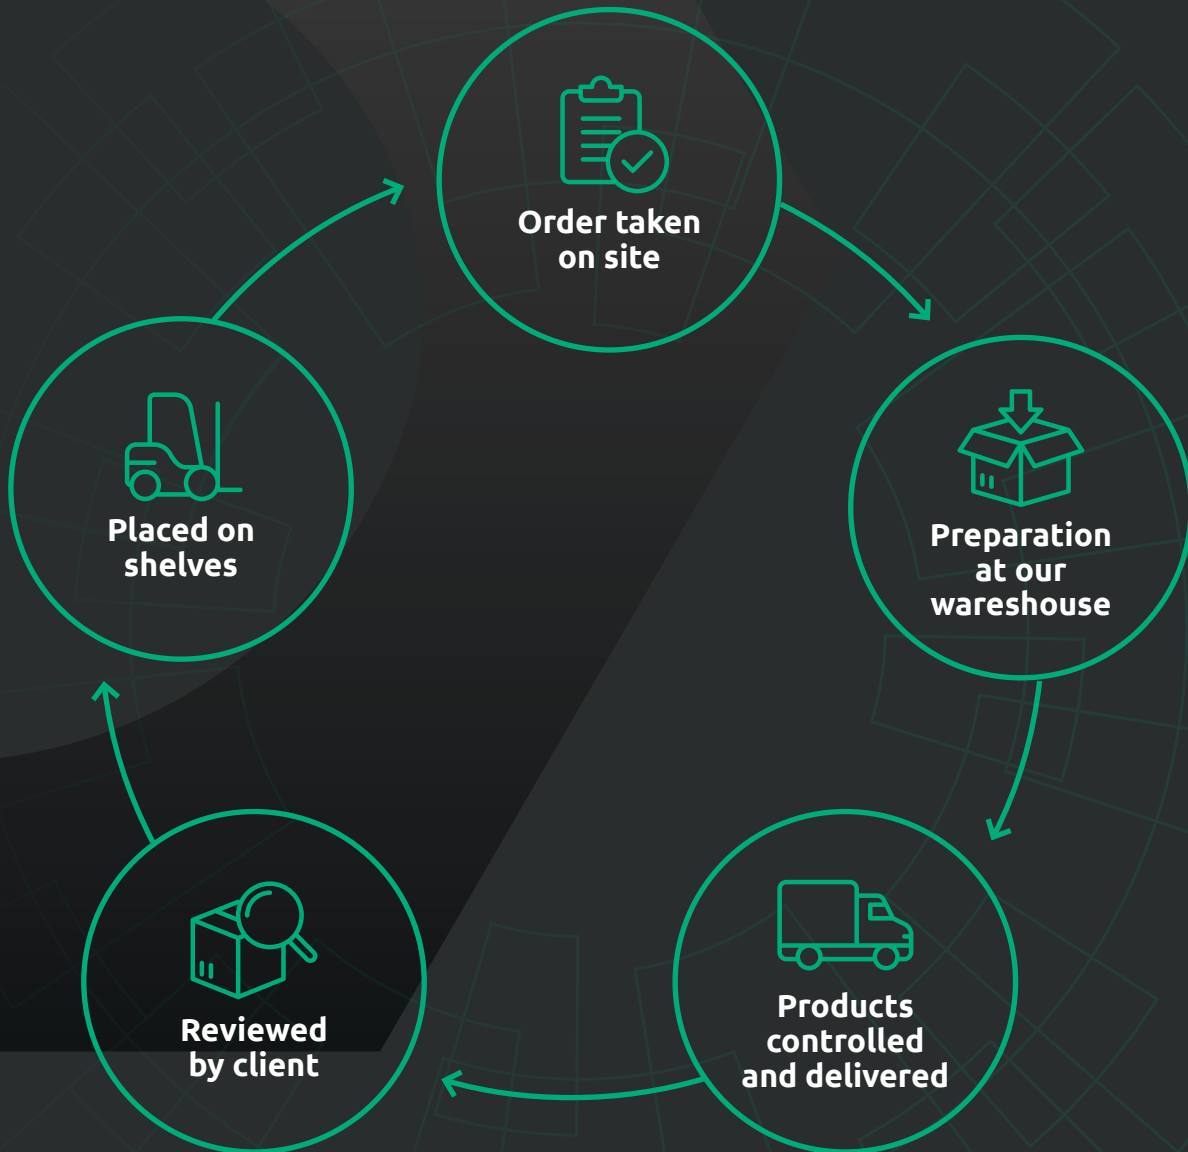 Order taken
on site
Preparation
at our
wareshouse
Products
controlled
and delivered
Reviewed
by client
Placed on
shelves